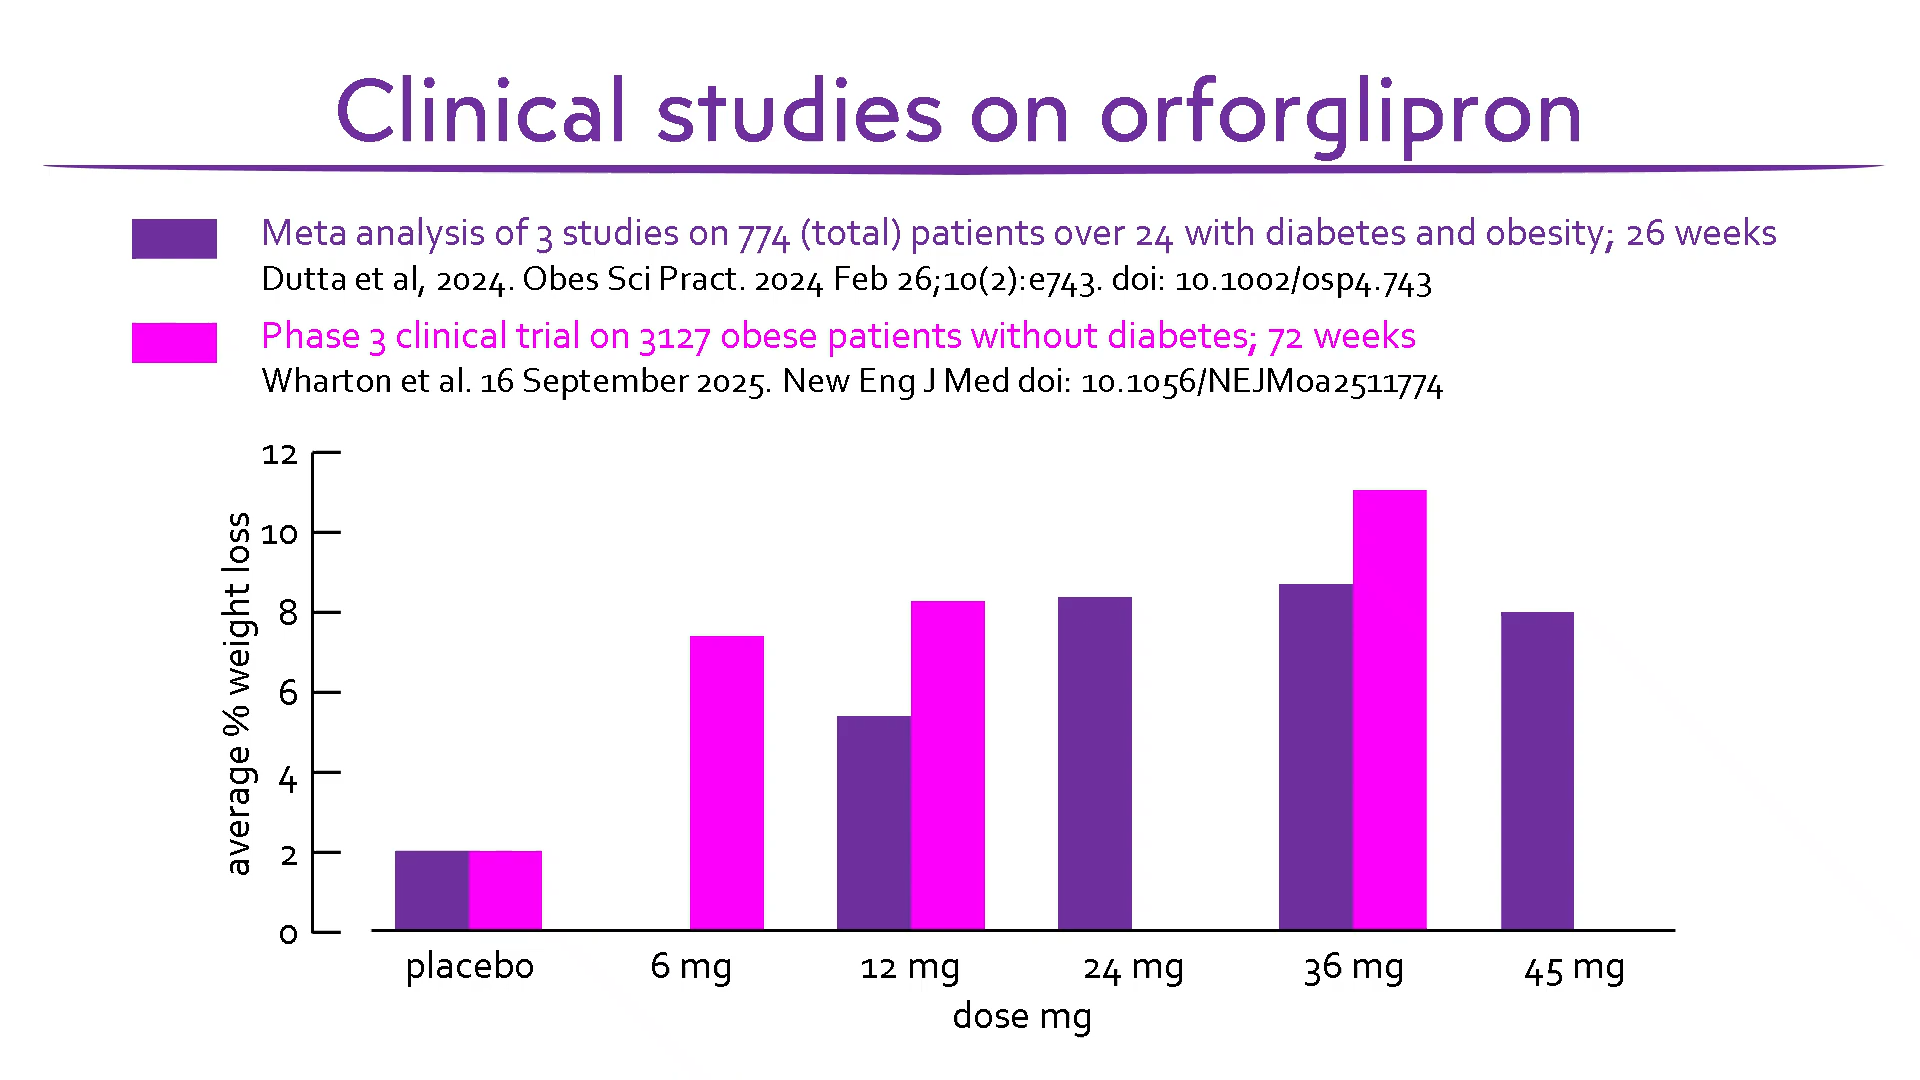 Clinical studies on orforglipron
Meta analysis of 3 studies on 774 (total) patients over 24 with diabetes and obesity; 26 weeks
Dutta et al, 2024. Obes Sci Pract. 2024 Feb 26;10(2):e743. doi: 10.1002/osp4.743
Phase 3 clinical trial on 3127 obese patients without diabetes; 72 weeks
Wharton et al. 16 September 2025. New Eng J Med doi: 10.1056/NEJMoa2511774
average % weight loss
12
10
8
6
4
2
0
placebo 6 mg 12 mg 24 mg 36 mg 45 mg
dose mg